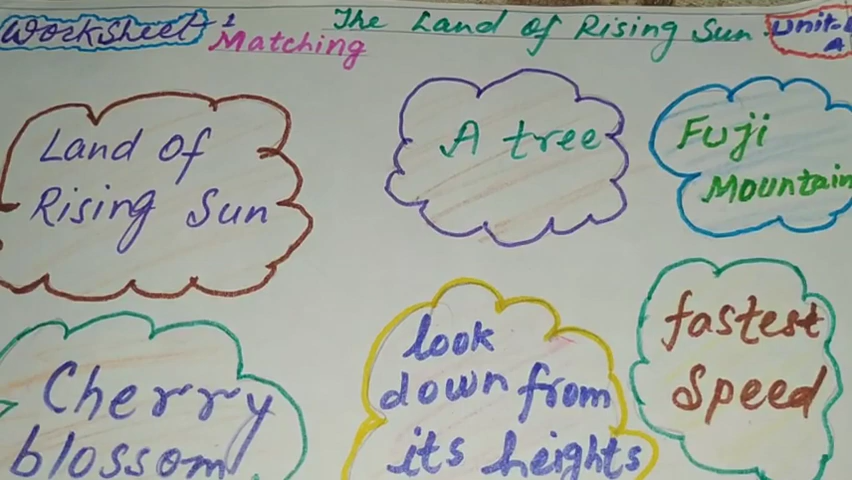 Worksheet 1
Matching
The Land of Rising Sun
Unit-
A
Land of
Rising Sun
A tree
Fuji
Mountain
Cherry
blossom
look
down from
its heights
fastest
Speed